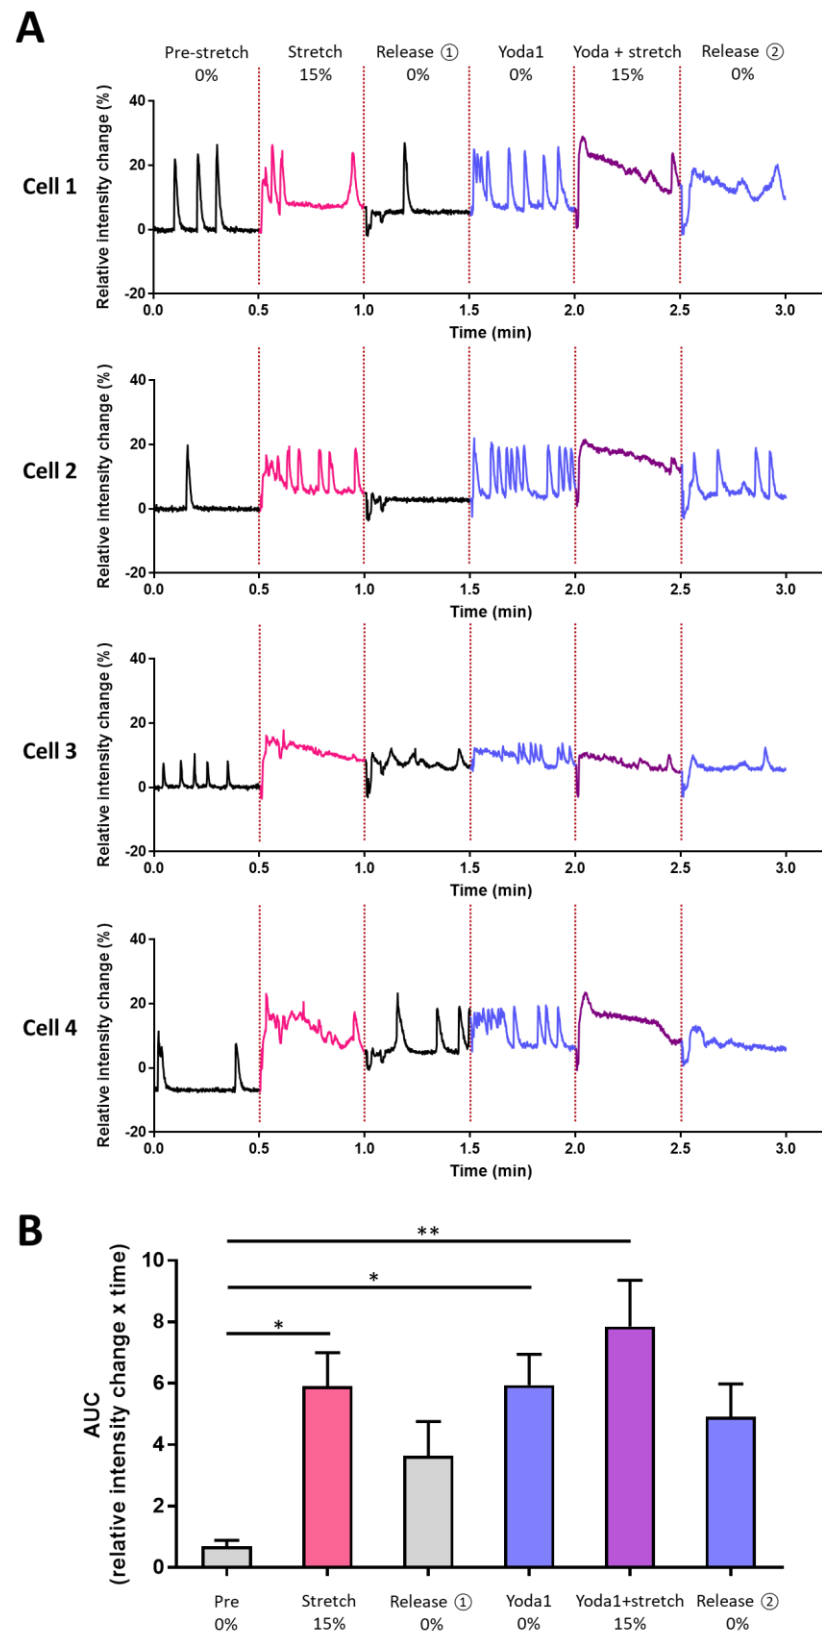 A
Pre-stretch Stretch Release ① Yoda1 Yoda + stretch Release ②
0% 15% 0% 0% 15% 0%
Cell 1
Relative intensity change (%)
40
20
0
-20
0.0 0.5 1.0 1.5 2.0 2.5 3.0
Time (min)
Cell 2
Relative intensity change (%)
40
20
0
-20
0.0 0.5 1.0 1.5 2.0 2.5 3.0
Time (min)
Cell 3
Relative intensity change (%)
40
20
0
-20
0.0 0.5 1.0 1.5 2.0 2.5 3.0
Time (min)
Cell 4
Relative intensity change (%)
40
20
0
-20
0.0 0.5 1.0 1.5 2.0 2.5 3.0
Time (min)
B
AUC
(relative intensity change x time)
10
8
6
4
2
0
**
*
*
Pre Stretch Release ① Yoda1 Yoda1+stretch Release ②
0% 15% 0% 0% 15% 0%